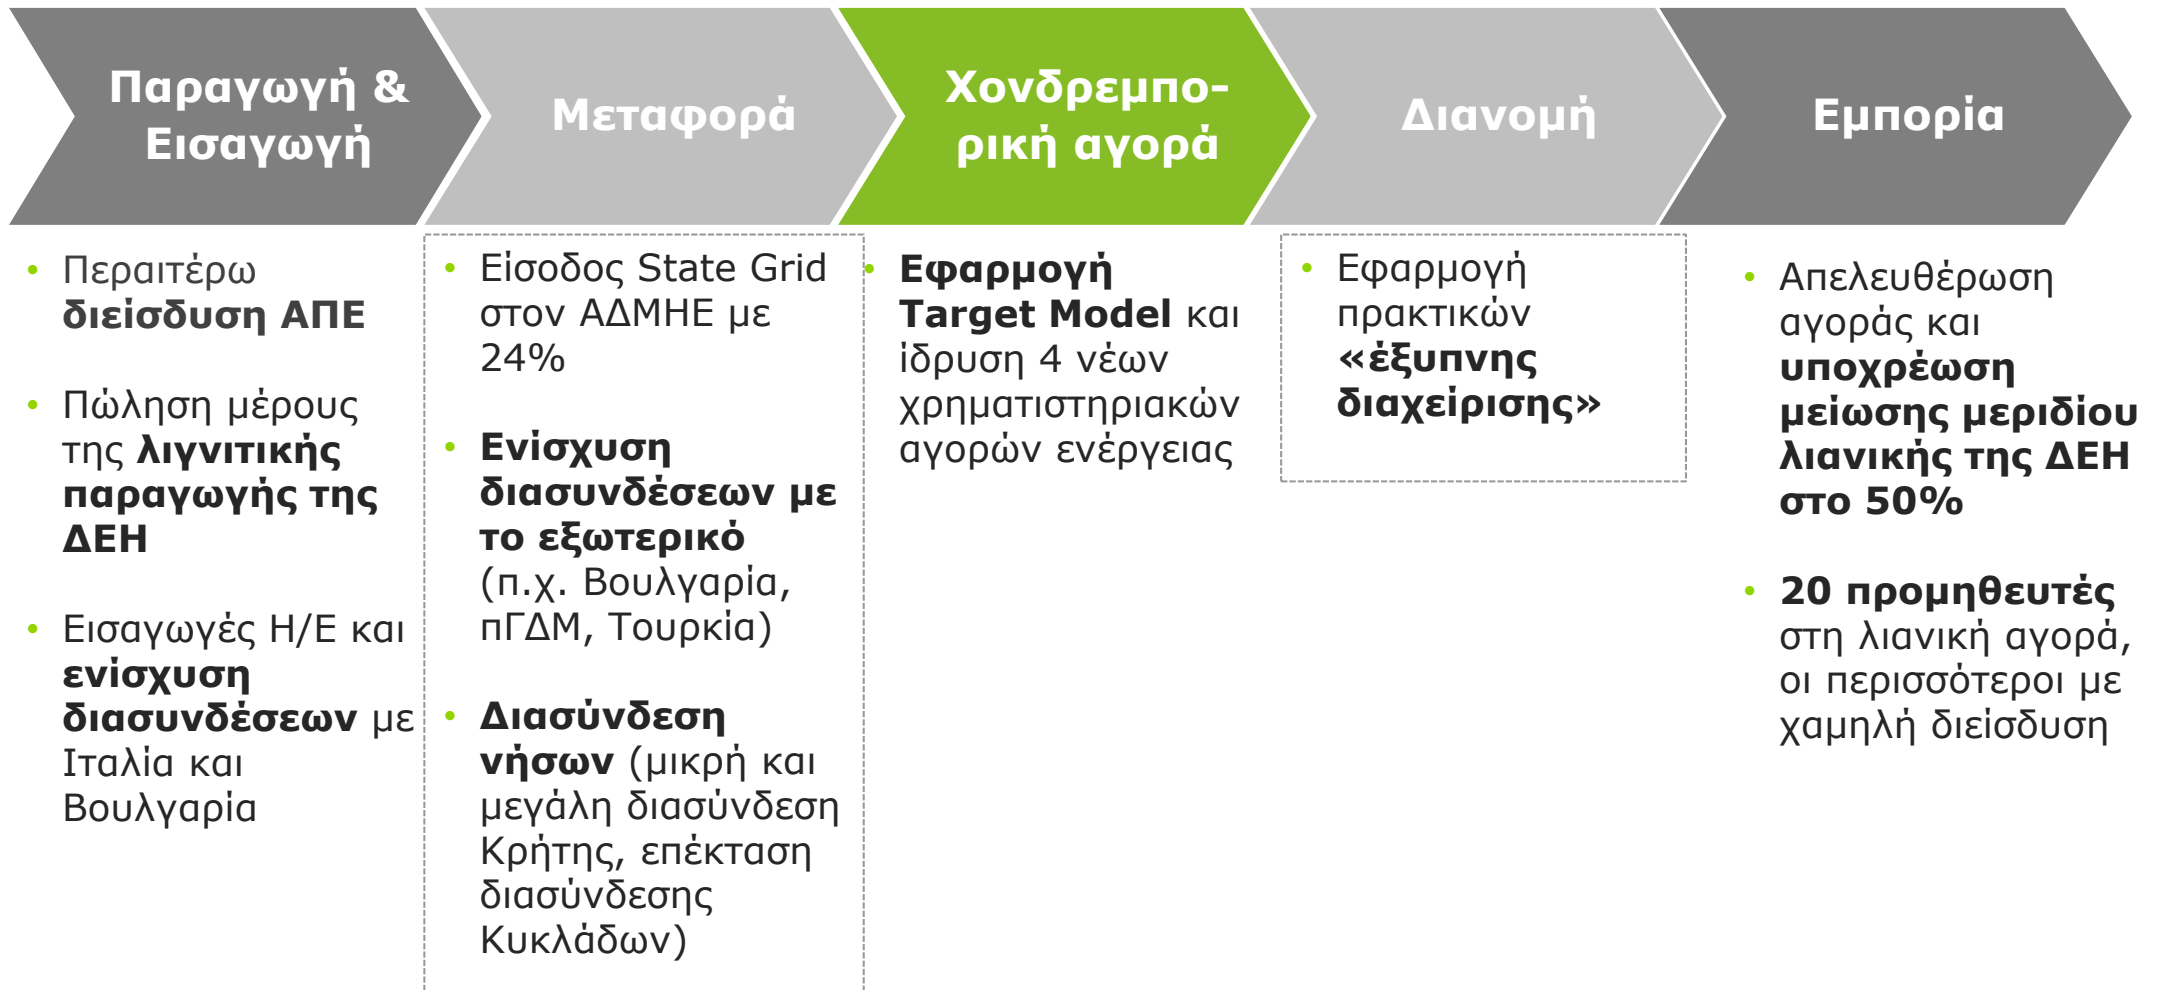 Παραγωγή &
Εισαγωγή
Μεταφορά
Χονδρεμπο-
ρική αγορά
Διανομή
Εμπορία
• Περαιτέρω
διείσδυση ΑΠΕ
• Πώληση μέρους
της λιγνιτικής
παραγωγής της
ΔΕΗ
• Εισαγωγές Η/Ε και
ενίσχυση
διασυνδέσεων με
Ιταλία και
Βουλγαρία
• Είσοδος State Grid
στον ΑΔΜΗΕ με
24%
• Ενίσχυση
διασυνδέσεων με
το εξωτερικό
(π.χ. Βουλγαρία,
πΓΔΜ, Τουρκία)
• Διασύνδεση
νήσων (μικρή και
μεγάλη διασύνδεση
Κρήτης, επέκταση
διασύνδεσης
Κυκλάδων)
• Εφαρμογή
Target Model και
ίδρυση 4 νέων
χρηματιστηριακών
αγορών ενέργειας
• Εφαρμογή
πρακτικών
«έξυπνης
διαχείρισης»
• Απελευθέρωση
αγοράς και
υποχρέωση
μείωσης μεριδίου
λιανικής της ΔΕΗ
στο 50%
• 20 προμηθευτές
στη λιανική αγορά,
οι περισσότεροι με
χαμηλή διείσδυση